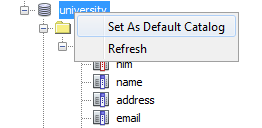 university
Set As Default Catalog
Refresh
nim
name
address
email